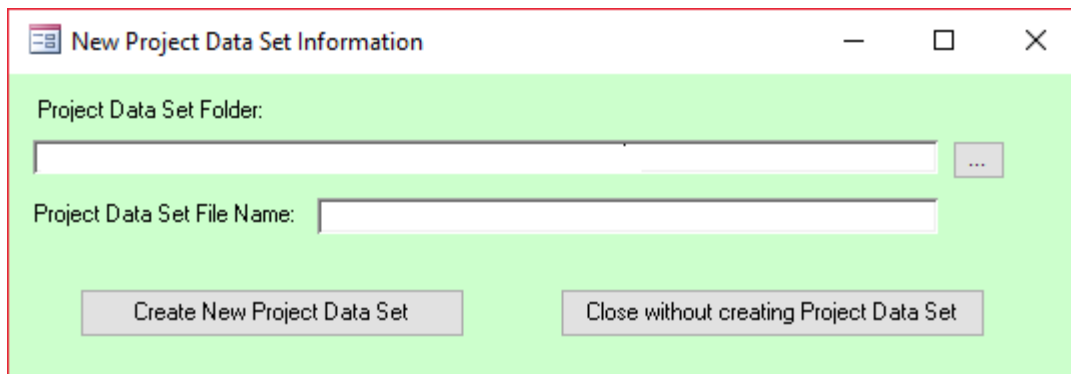 New Project Data Set Information
Project Data Set Folder:
...
Project Data Set File Name:
Create New Project Data Set
Close without creating Project Data Set